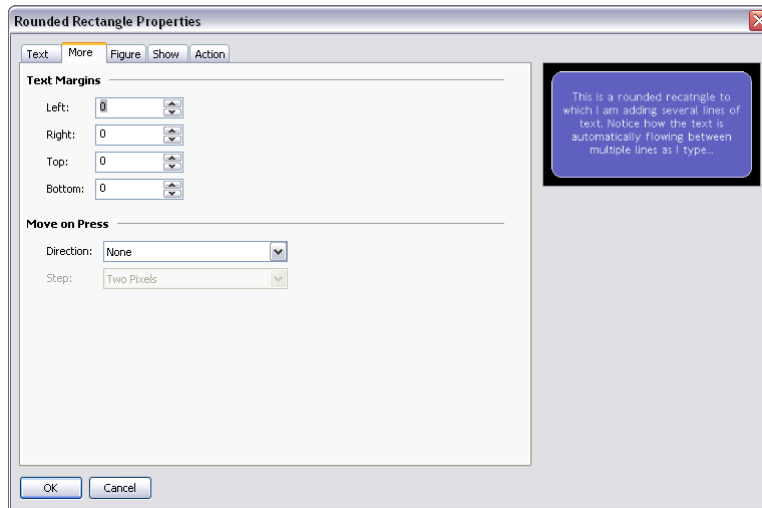 Rounded Rectangle Properties
Text More Figure Show Action
Text Margins
Left: 0
Right: 0
Top: 0
Bottom: 0
Move on Press
Direction: None
Step: Two Pixels
OK Cancel
This is a rounded recatngle to
which I am adding several lines of
text. Notice how the text is
automatically flowing between
multiple lines as I type...